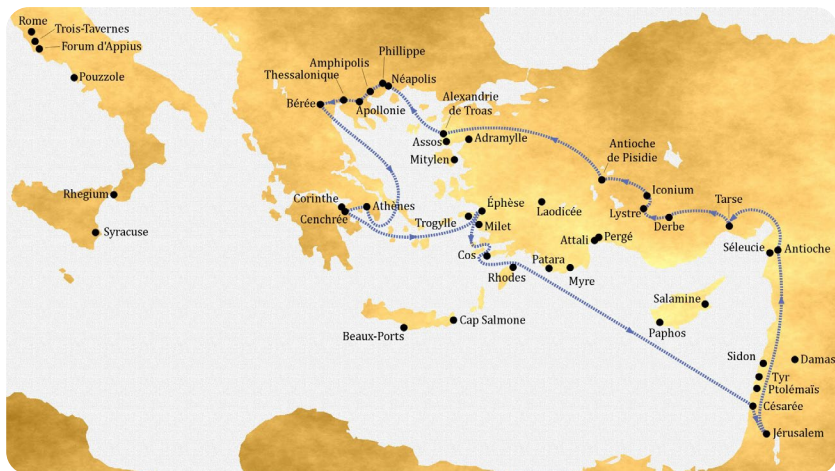 Rome
Trois-Tavernes
Forum d'Appius
Pouzzole
Rhegium
Syracuse
Phillippe
Amphipolis
Thessalonique
Néapolis
Apollonie
Bérée
Alexandrie
de Troas
Assos
Adramylle
Mitylen
Antioche
de Pisidie
Iconium
Lystre
Derbe
Tarse
Corinthe
Cenchrée
Athènes
Éphèse
Trogylle
Milet
Laodicée
Attali
Pergé
Séleucie
Antioche
Cos
Rhodes
Patara
Myre
Salamine
Paphos
Cap Salmone
Beaux-Ports
Sidon
Damas
Tyr
Ptolémaïs
Césarée
Jérusalem